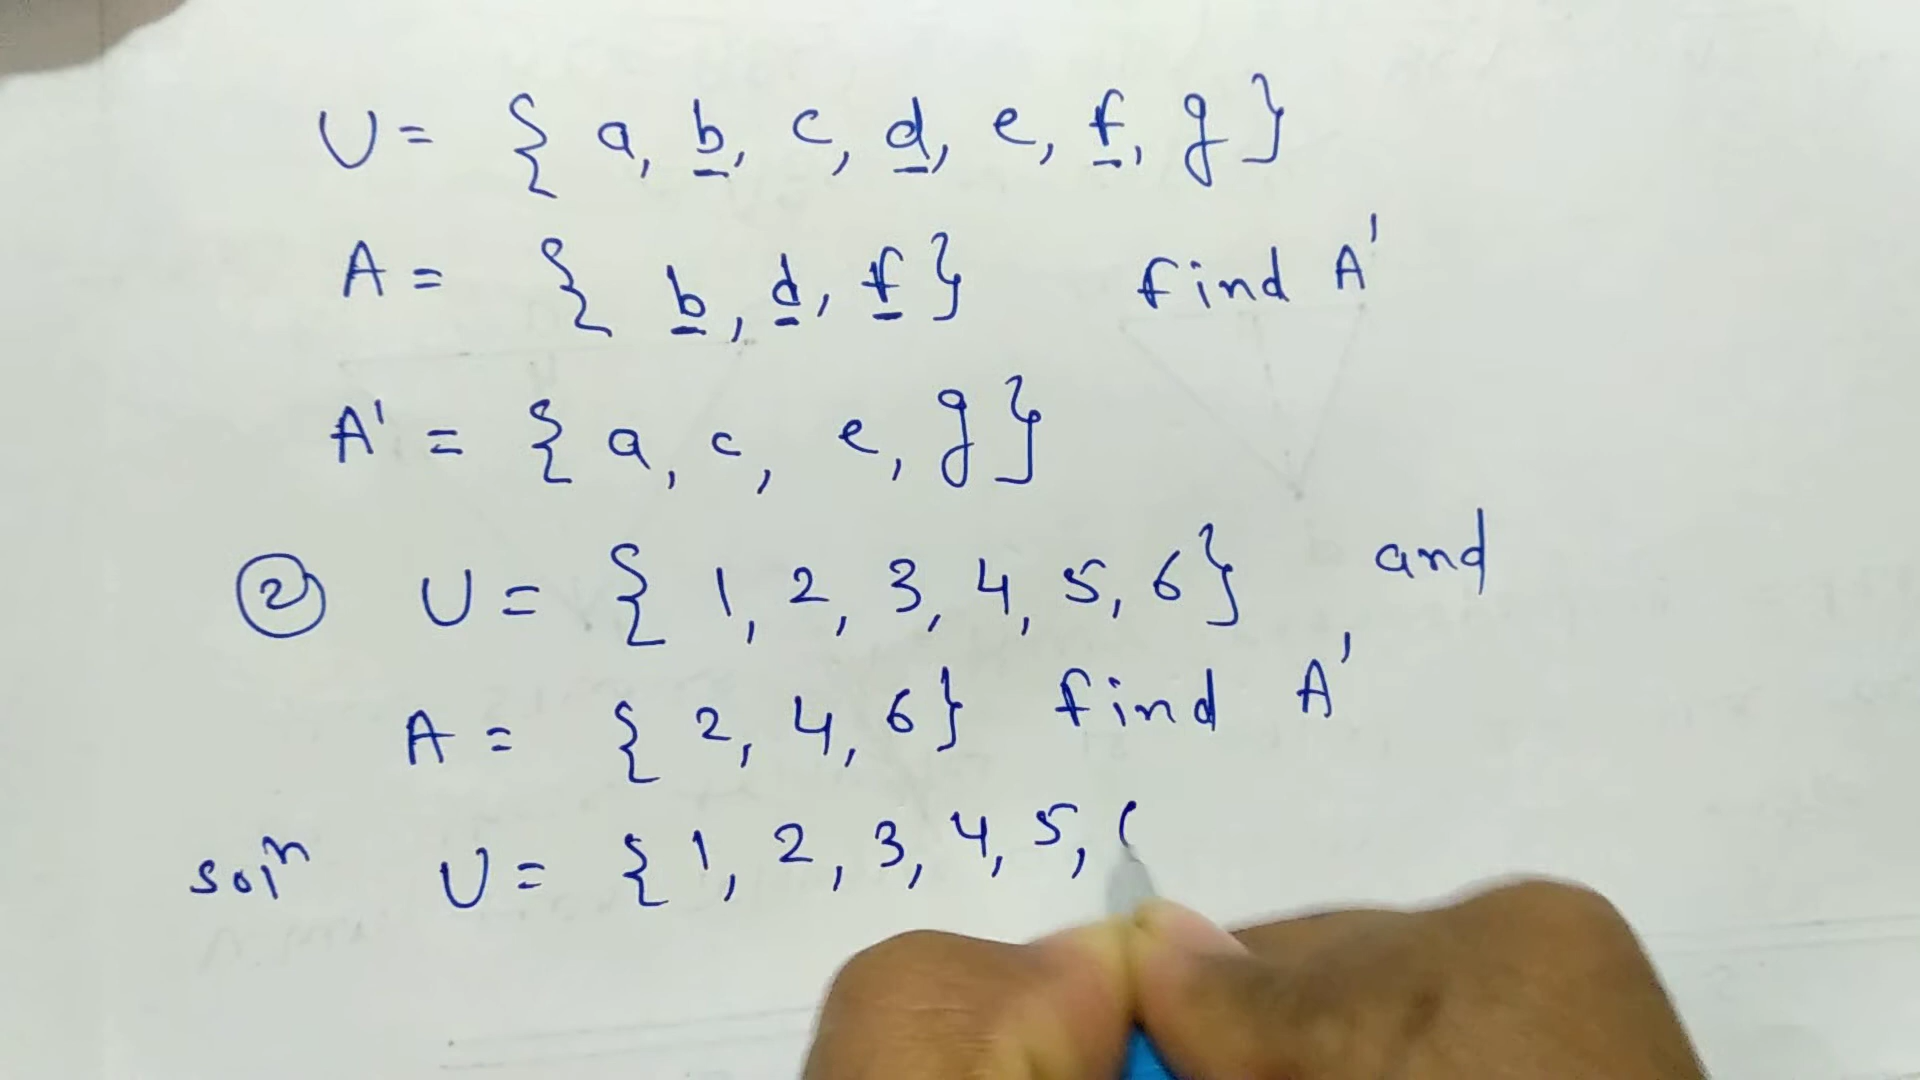 U = { a, b, c, d, e, f, g }
A = { b, d, f } find A'
A' = { a, c, e, g }
② U = { 1, 2, 3, 4, 5, 6 } and
A = { 2, 4, 6 } find A'
soln U = { 1, 2, 3, 4, 5, (